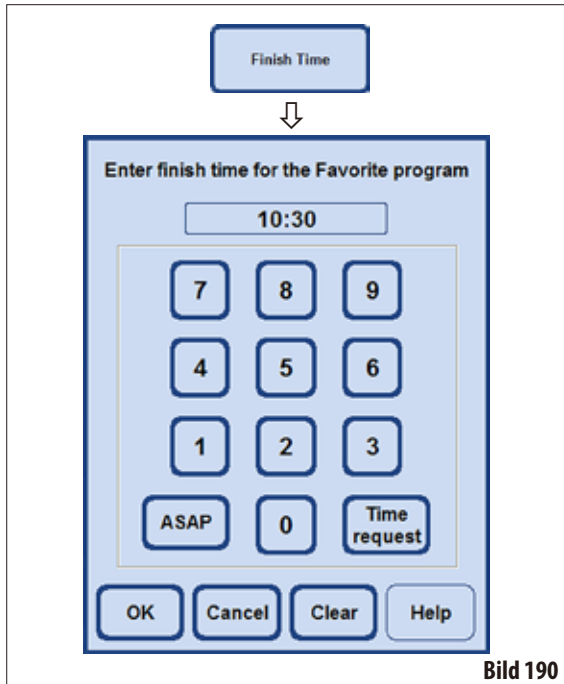 Finish Time
Enter finish time for the Favorite program
10:30
7 8 9
4 5 6
1 2 3
ASAP 0 Time request
OK Cancel Clear Help
Bild 190